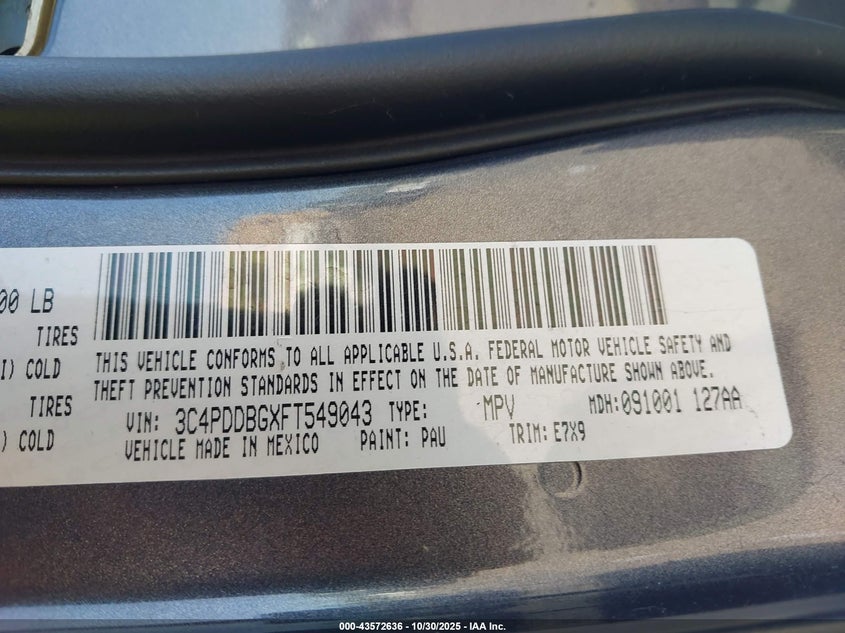 00 LB
TIRES
I) COLD
TIRES
) COLD
THIS VEHICLE CONFORMS TO ALL APPLICABLE U.S.A. FEDERAL MOTOR VEHICLE SAFETY AND
THEFT PREVENTION STANDARDS IN EFFECT ON THE DATE OF MANUFACTURE SHOWN ABOVE.
VIN: 3C4PDDBGXFT549043 TYPE: MPV MDH:091001 127AA
VEHICLE MADE IN MEXICO PAINT: PAU TRIM: E7X9
000-43572636 - 10/30/2025 - IAA Inc.